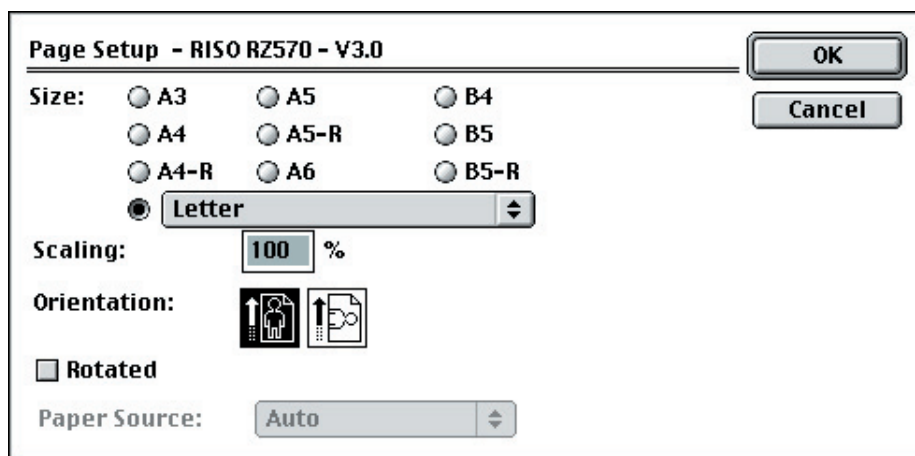 Page Setup - RISO RZ570 - V3.0
OK
Cancel
Size: A3 A5 B4
A4 A5-R B5
A4-R A6 B5-R
Letter
Scaling: 100 %
Orientation:
Rotated
Paper Source: Auto